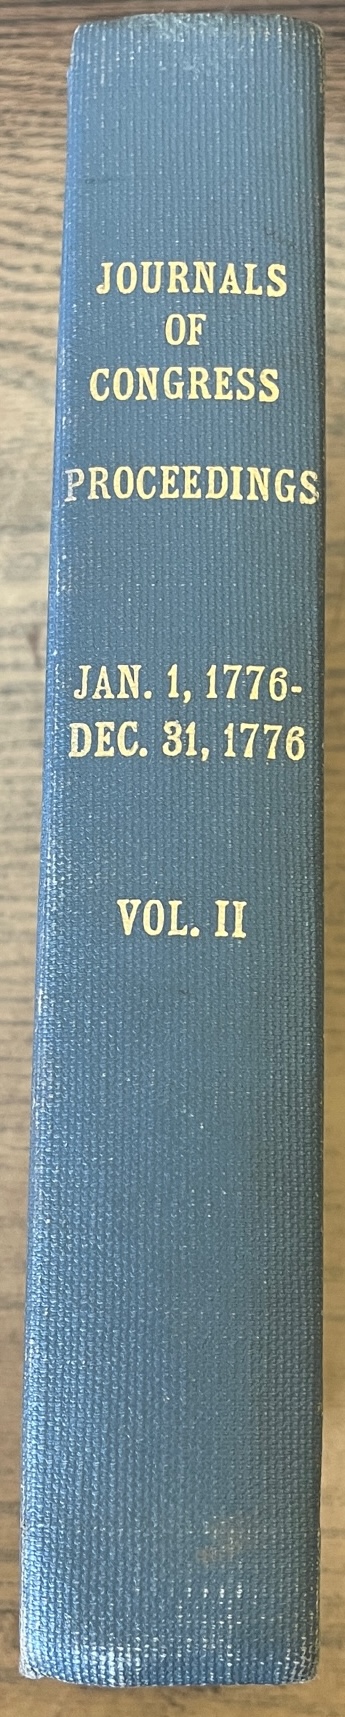 JOURNALS
OF
CONGRESS
PROCEEDINGS
JAN. 1, 1776-
DEC. 31, 1776
VOL. II